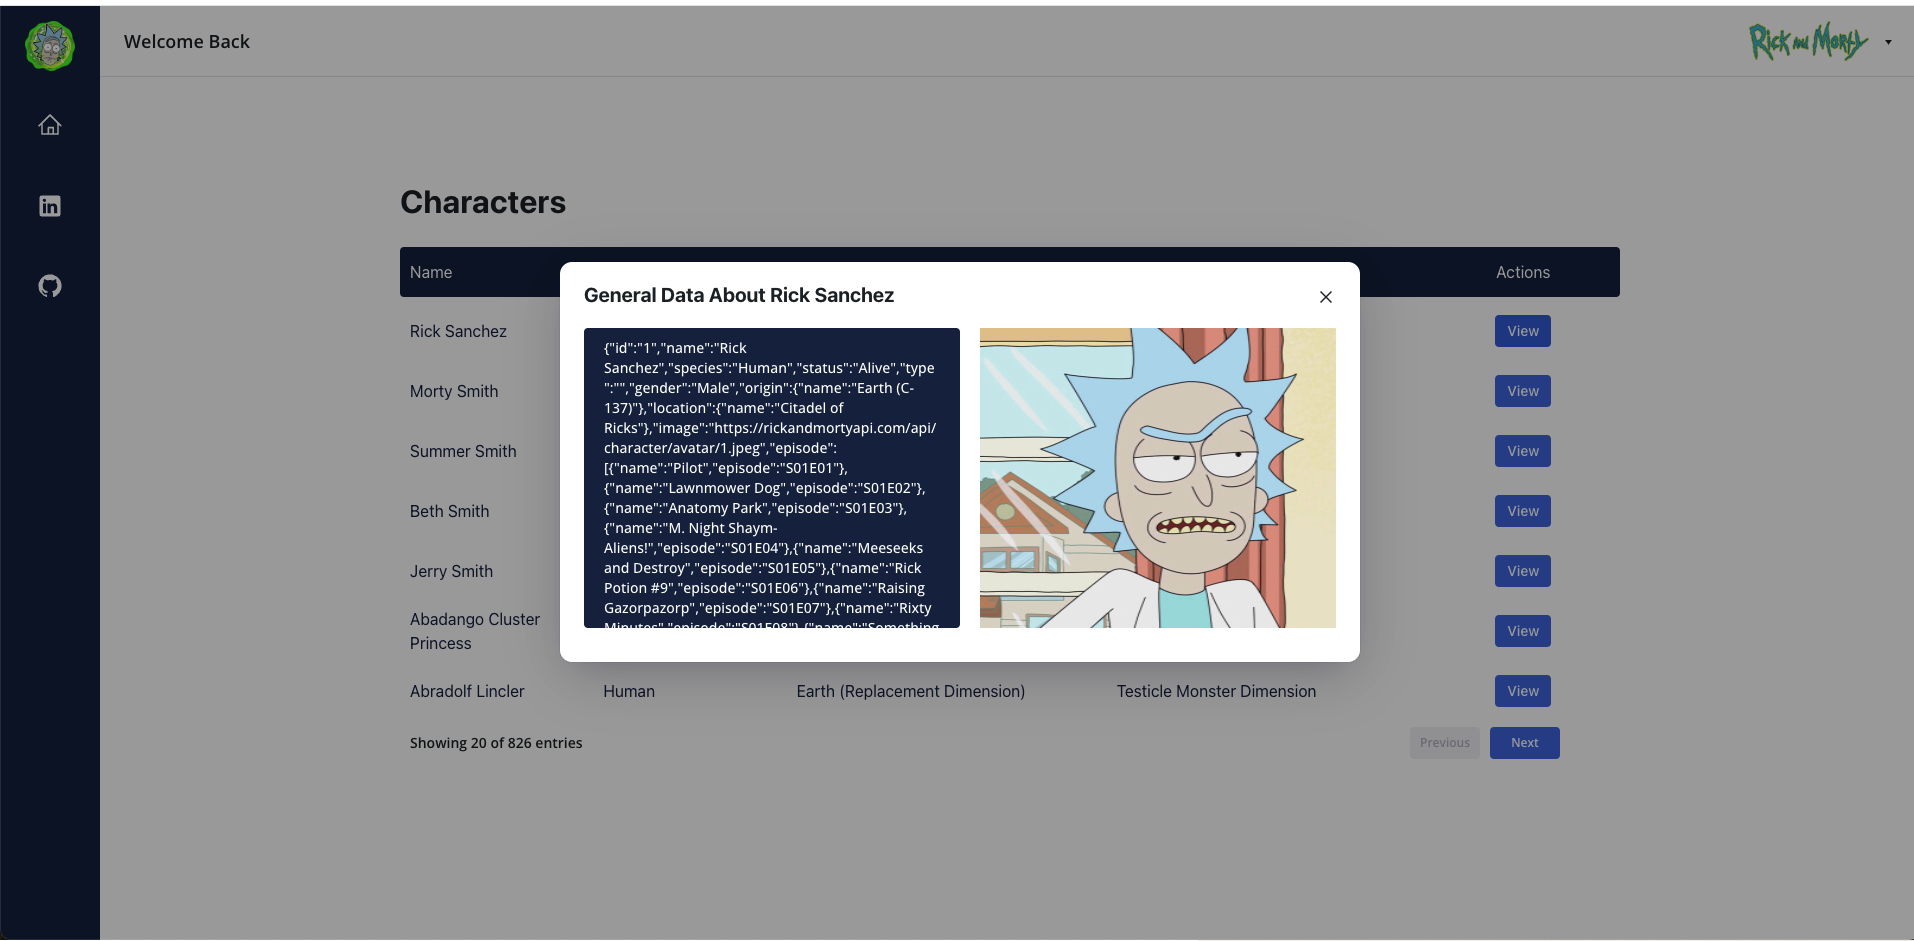 Welcome Back
Rick and Morty
Characters
Name
Actions
General Data About Rick Sanchez
{"id":"1","name":"Rick
Sanchez","species":"Human","status":"Alive","type
":"","gender":"Male","origin":{"name":"Earth (C-
137)"},"location":{"name":"Citadel of
Ricks"},"image":"https://rickandmortyapi.com/api/
character/avatar/1.jpeg","episode":
[{"name":"Pilot","episode":"S01E01"},
{"name":"Lawnmower Dog","episode":"S01E02"},
{"name":"Anatomy Park","episode":"S01E03"},
{"name":"M. Night Shaym-
Aliens!","episode":"S01E04"},{"name":"Meeseeks
and Destroy","episode":"S01E05"},{"name":"Rick
Potion #9","episode":"S01E06"},{"name":"Raising
Gazorpazorp","episode":"S01E07"},{"name":"Rixty
Minutes","episode":"S01E08"},{"name":"Something
Rick Sanchez
View
Morty Smith
View
Summer Smith
View
Beth Smith
View
Jerry Smith
View
Abadango Cluster
Princess
View
Abradolf Lincler
Human
Earth (Replacement Dimension)
Testicle Monster Dimension
View
Showing 20 of 826 entries
Previous
Next
in